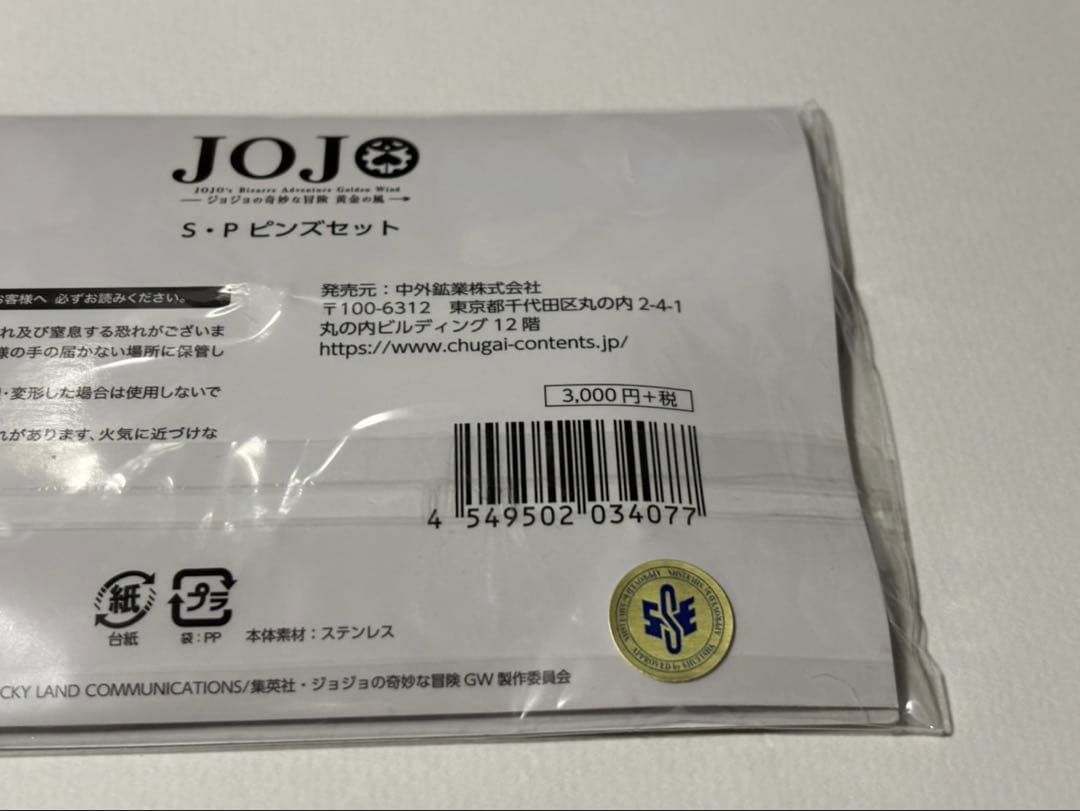 JOJO
JOJO's Bizarre Adventure Golden Wind
ジョジョの奇妙な冒険 黄金の風
S・P ピンズセット
お客様へ 必ずお読みください。
れ及び窒息する恐れがございま
様の手の届かない場所に保管し
・変形した場合は使用しないで
れがあります、火気に近づけな
発売元：中外鉱業株式会社
〒100-6312 東京都千代田区丸の内 2-4-1
丸の内ビルディング 12 階
https://www.chugai-contents.jp/
3,000 円+税
4 549502 034077
紙
台紙
プラ
袋：PP
本体素材：ステンレス
SSE
APPROVED by SHUEISHA
CKY LAND COMMUNICATIONS/集英社・ジョジョの奇妙な冒険 GW 製作委員会